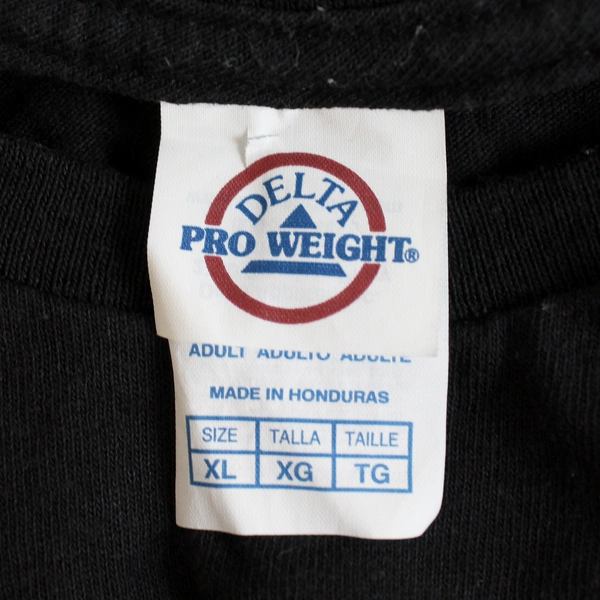 DELTA
PRO WEIGHT®
ADULT ADULTO ADULTE
MADE IN HONDURAS
SIZE TALLA TAILLE
XL XG TG